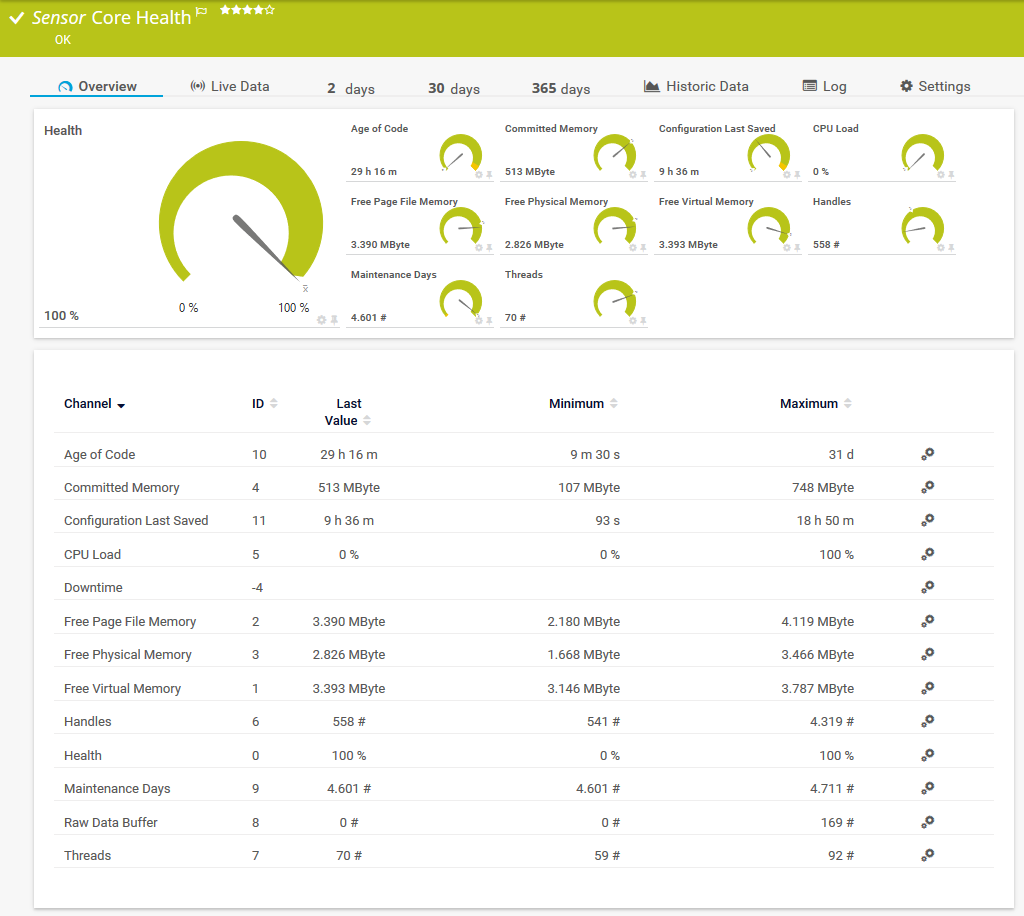 Sensor Core Health
OK
Overview Live Data 2 days 30 days 365 days Historic Data Log Settings
Health
100 %
0 %
100 %
x̅
Age of Code
29 h 16 m
Committed Memory
513 MByte
Configuration Last Saved
9 h 36 m
CPU Load
0 %
Free Page File Memory
3.390 MByte
Free Physical Memory
2.826 MByte
Free Virtual Memory
3.393 MByte
Handles
558 #
Maintenance Days
4.601 #
Threads
70 #
Channel ID Last Value Minimum Maximum
Age of Code 10 29 h 16 m 9 m 30 s 31 d
Committed Memory 4 513 MByte 107 MByte 748 MByte
Configuration Last Saved 11 9 h 36 m 93 s 18 h 50 m
CPU Load 5 0 % 0 % 100 %
Downtime -4
Free Page File Memory 2 3.390 MByte 2.180 MByte 4.119 MByte
Free Physical Memory 3 2.826 MByte 1.668 MByte 3.466 MByte
Free Virtual Memory 1 3.393 MByte 3.146 MByte 3.787 MByte
Handles 6 558 # 541 # 4.319 #
Health 0 100 % 0 % 100 %
Maintenance Days 9 4.601 # 4.601 # 4.711 #
Raw Data Buffer 8 0 # 0 # 169 #
Threads 7 70 # 59 # 92 #